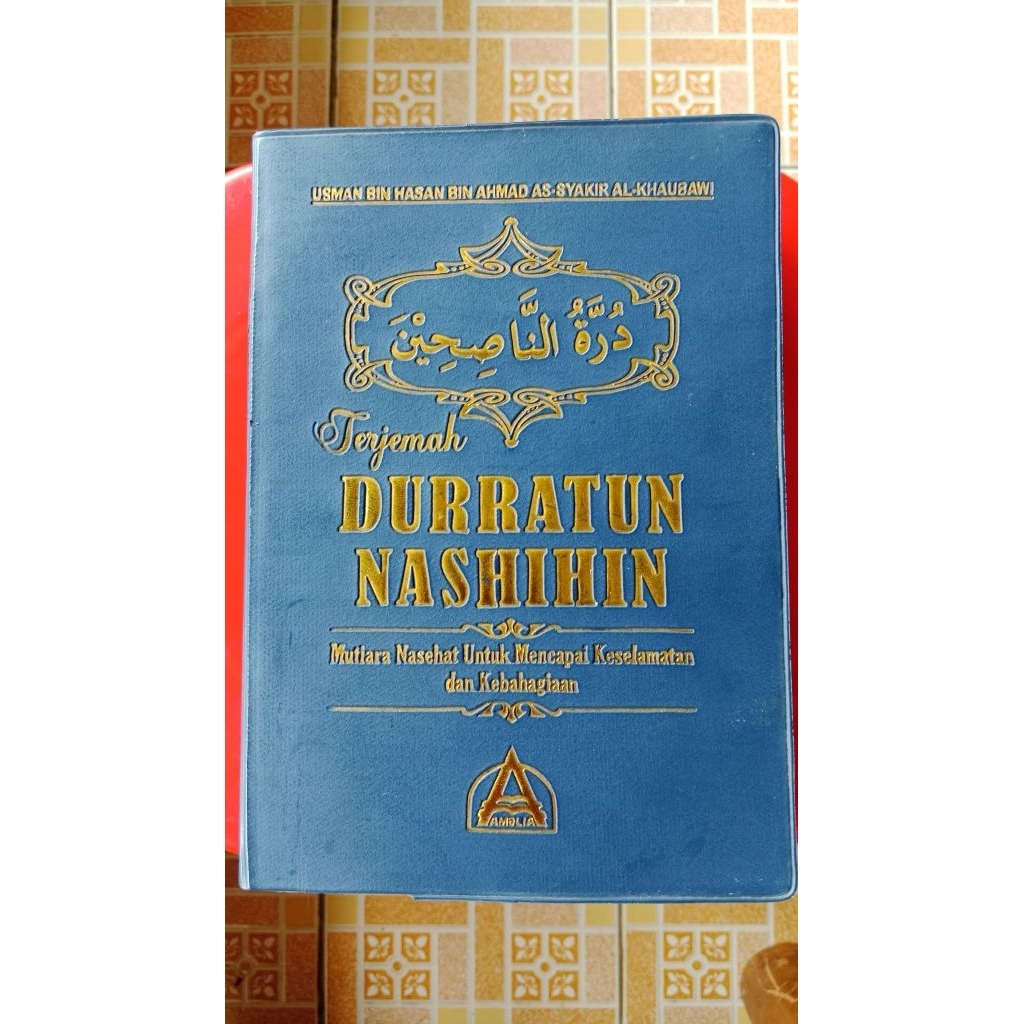 USMAN BIN HASAN BIN AHMAD AS-SYAKIR AL-KHAUBAWI
دُرَّةُ النَّاصِحِيْنَ
Terjemah
DURRATUN
NASHIHIN
Mutiara Nasehat Untuk Mencapai Keselamatan
dan Kebahagiaan
A
AMELIA